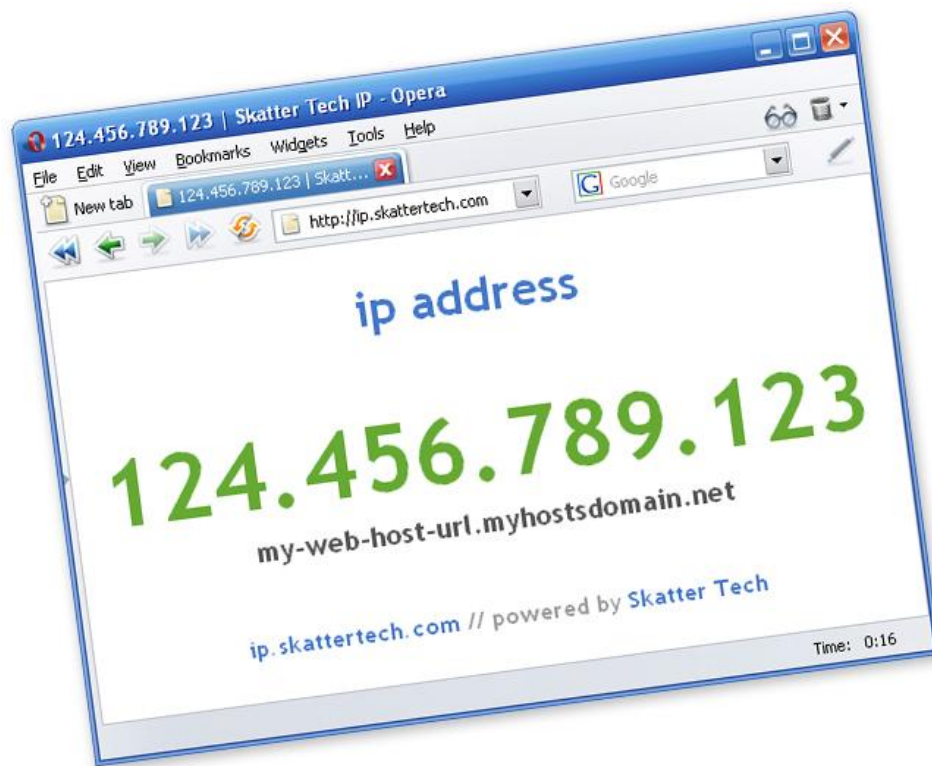 124.456.789.123 | Skatter Tech IP - Opera
File Edit View Bookmarks Widgets Tools Help
New tab 124.456.789.123 | Skatt...
http://ip.skattertech.com G Google
ip address
124.456.789.123
my-web-host-url.myhostsdomain.net
ip.skattertech.com // powered by Skatter Tech
Time: 0:16